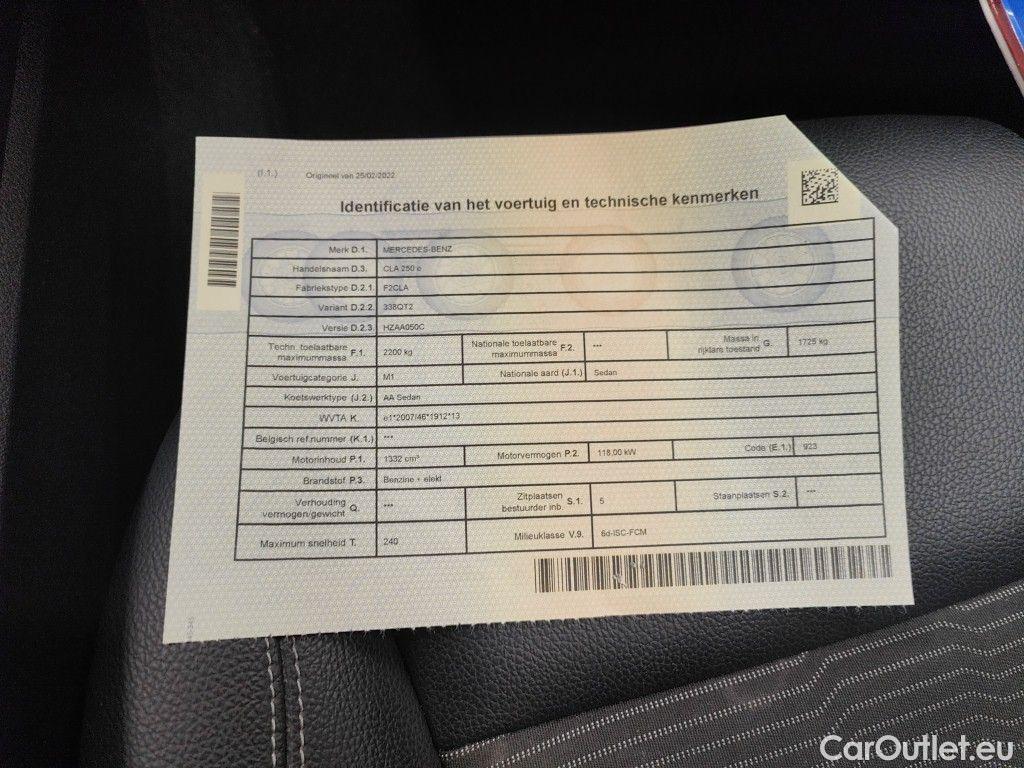 (I.1.) Origineel van 25/02/2022
Identificatie van het voertuig en technische kenmerken
Merk D.1. MERCEDES-BENZ
Handelsnaam D.3. CLA 250 e
Fabriekstype D.2.1. F2CLA
Variant D.2.2. 338QT2
Versie D.2.3. HZAA050C
Techn. toelaatbare maximummassa F.1. 2200 kg Nationale toelaatbare maximummassa F.2. *** Massa in rijklare toestand G. 1725 kg
Voertuigcategorie J. M1 Nationale aard (J.1.) Sedan
Koetswerktype (J.2.) AA Sedan
WVTA K. e1*2007/46*1912*13
Belgisch ref.nummer (K.1.) ***
Motorinhoud P.1. 1332 cm³ Motorvermogen P.2. 118,00 kW Code (E.1.) 923
Brandstof P.3. Benzine + elekt
Verhouding vermogen/gewicht Q. *** Zitplaatsen bestuurder inb. S.1. 5 Staanplaatsen S.2. ***
Maximum snelheid T. 240 Milieuklasse V.9. 6d-ISC-FCM
CarOutlet.eu